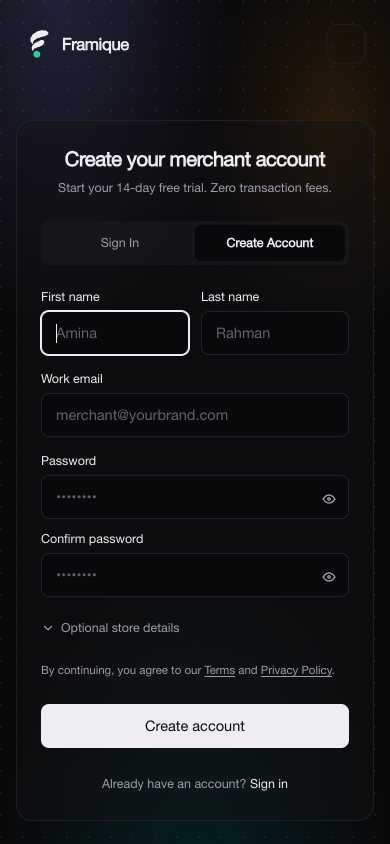 Framique
Create your merchant account
Start your 14-day free trial. Zero transaction fees.
Sign In
Create Account
First name
Last name
Amina
Rahman
Work email
merchant@yourbrand.com
Password
••••••••
Confirm password
••••••••
Optional store details
By continuing, you agree to our Terms and Privacy Policy.
Create account
Already have an account? Sign in